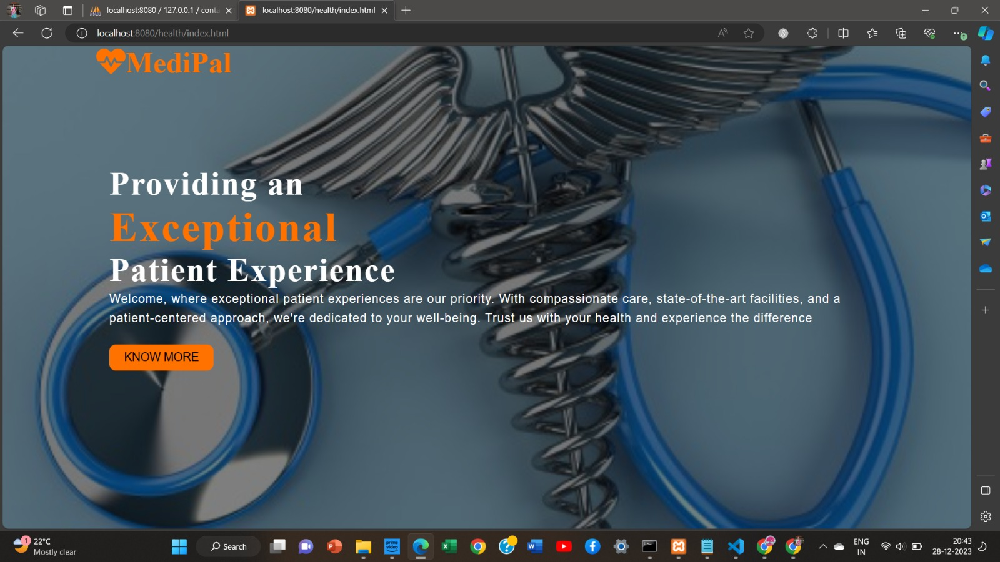 localhost:8080 / 127.0.0.1 / conta
localhost:8080/health/index.html
localhost:8080/health/index.html
MediPal
Providing an
Exceptional
Patient Experience
Welcome, where exceptional patient experiences are our priority. With compassionate care, state-of-the-art facilities, and a
patient-centered approach, we're dedicated to your well-being. Trust us with your health and experience the difference
KNOW MORE
1
22°C
Mostly clear
Search
prime
video
ENG
IN
20:43
28-12-2023